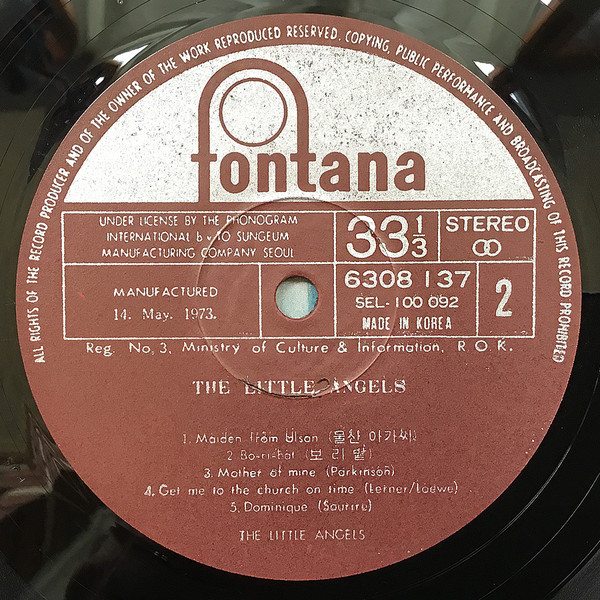 ALL RIGHTS OF THE RECORD PRODUCER AND OF THE OWNER OF THE WORK REPRODUCED RESERVED. COPYING, PUBLIC PERFORMANCE AND BROADCASTING OF THIS RECORD PROHIBITED
fontana
UNDER LICENSE BY THE PHONOGRAM
INTERNATIONAL b v TO SUNGEUM
MANUFACTURING COMPANY SEOUL
33 1/3
STEREO
MANUFACTURED
14. May. 1973.
6308 137
SEL-100 092
MADE IN KOREA
2
Reg. No, 3, Ministry of Culture & Information, R. O. K.
THE LITTLE ANGELS
1. Maiden from Ulsan (울산 아가씨)
2. Bo-ri-bat (보리밭)
3. Mother of mine (Parkinson)
4. Get me to the church on time (Lerner/Loewe)
5. Dominique (Sourire)
THE LITTLE ANGELS